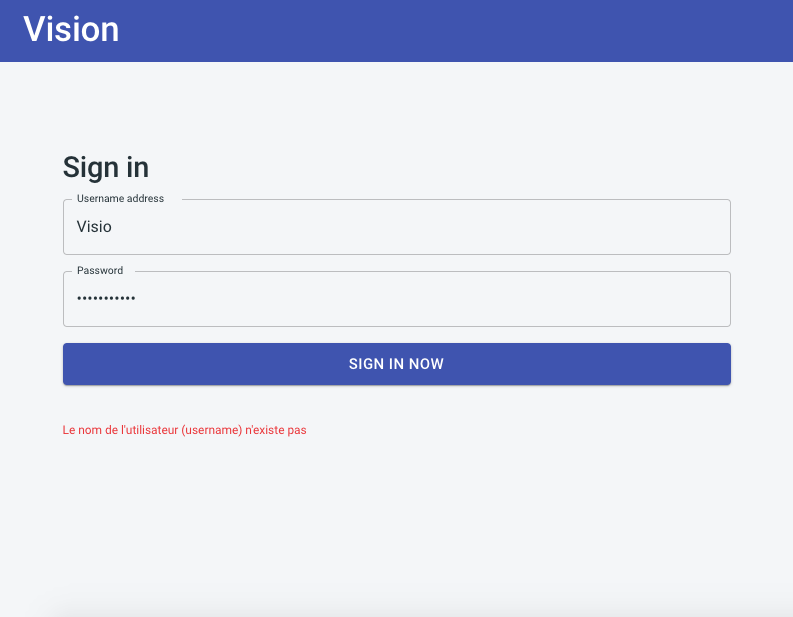 Vision
Sign in
Username address
Visio
Password
•••••••••••
SIGN IN NOW
Le nom de l'utilisateur (username) n'existe pas